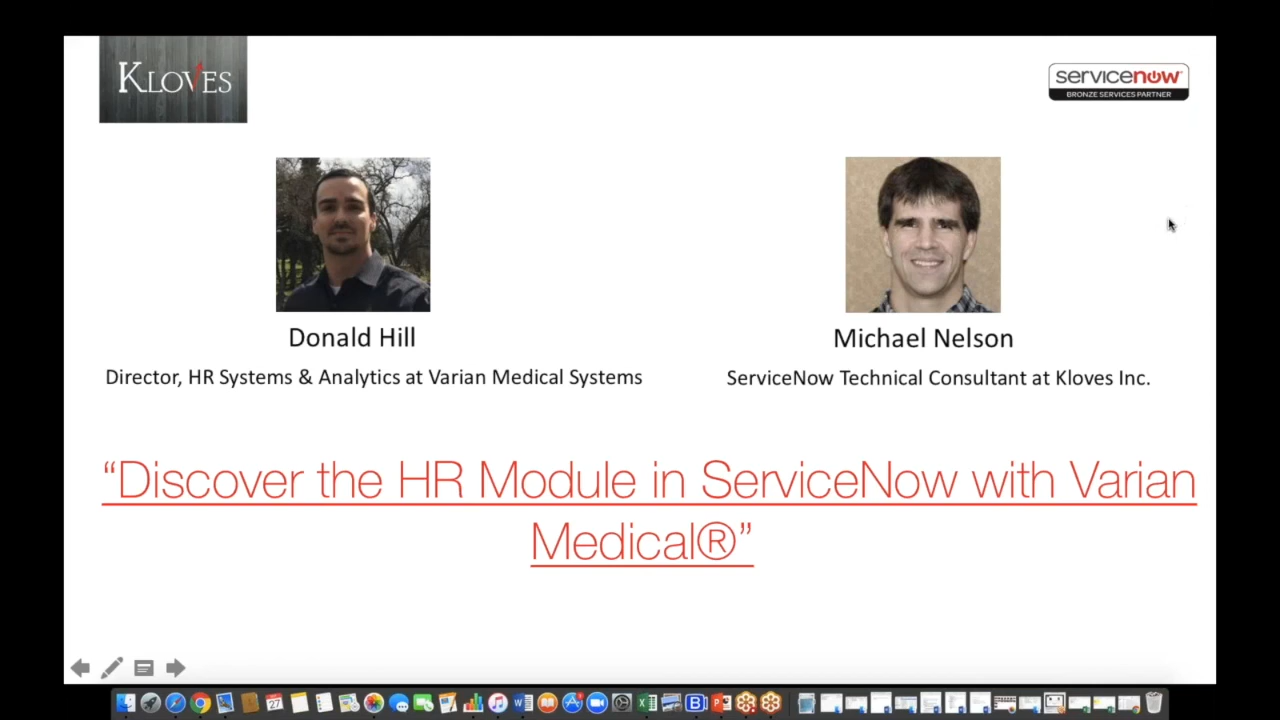 KLOVES
servicenow
BRONZE SERVICES PARTNER
Donald Hill
Michael Nelson
Director, HR Systems & Analytics at Varian Medical Systems
ServiceNow Technical Consultant at Kloves Inc.
“Discover the HR Module in ServiceNow with Varian
Medical®”
27